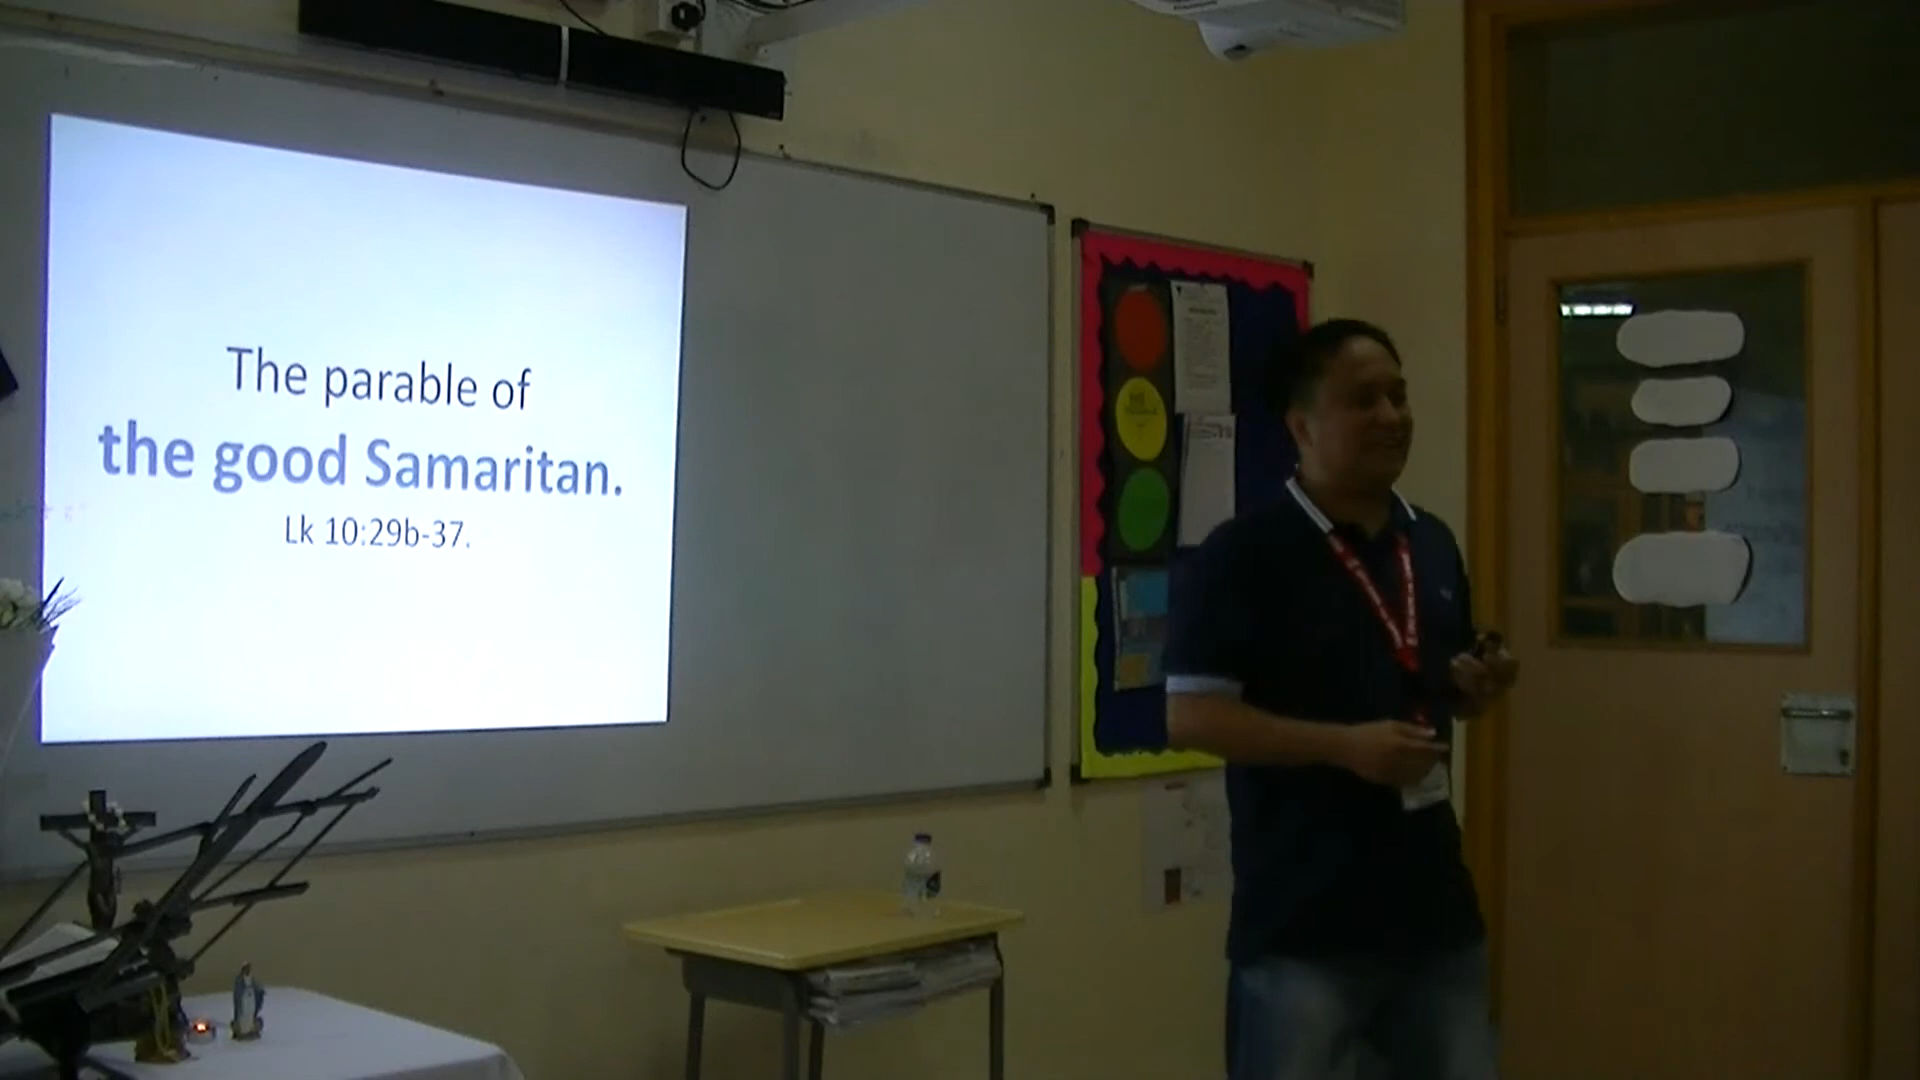 The parable of
the good Samaritan.
Lk 10:29b-37.